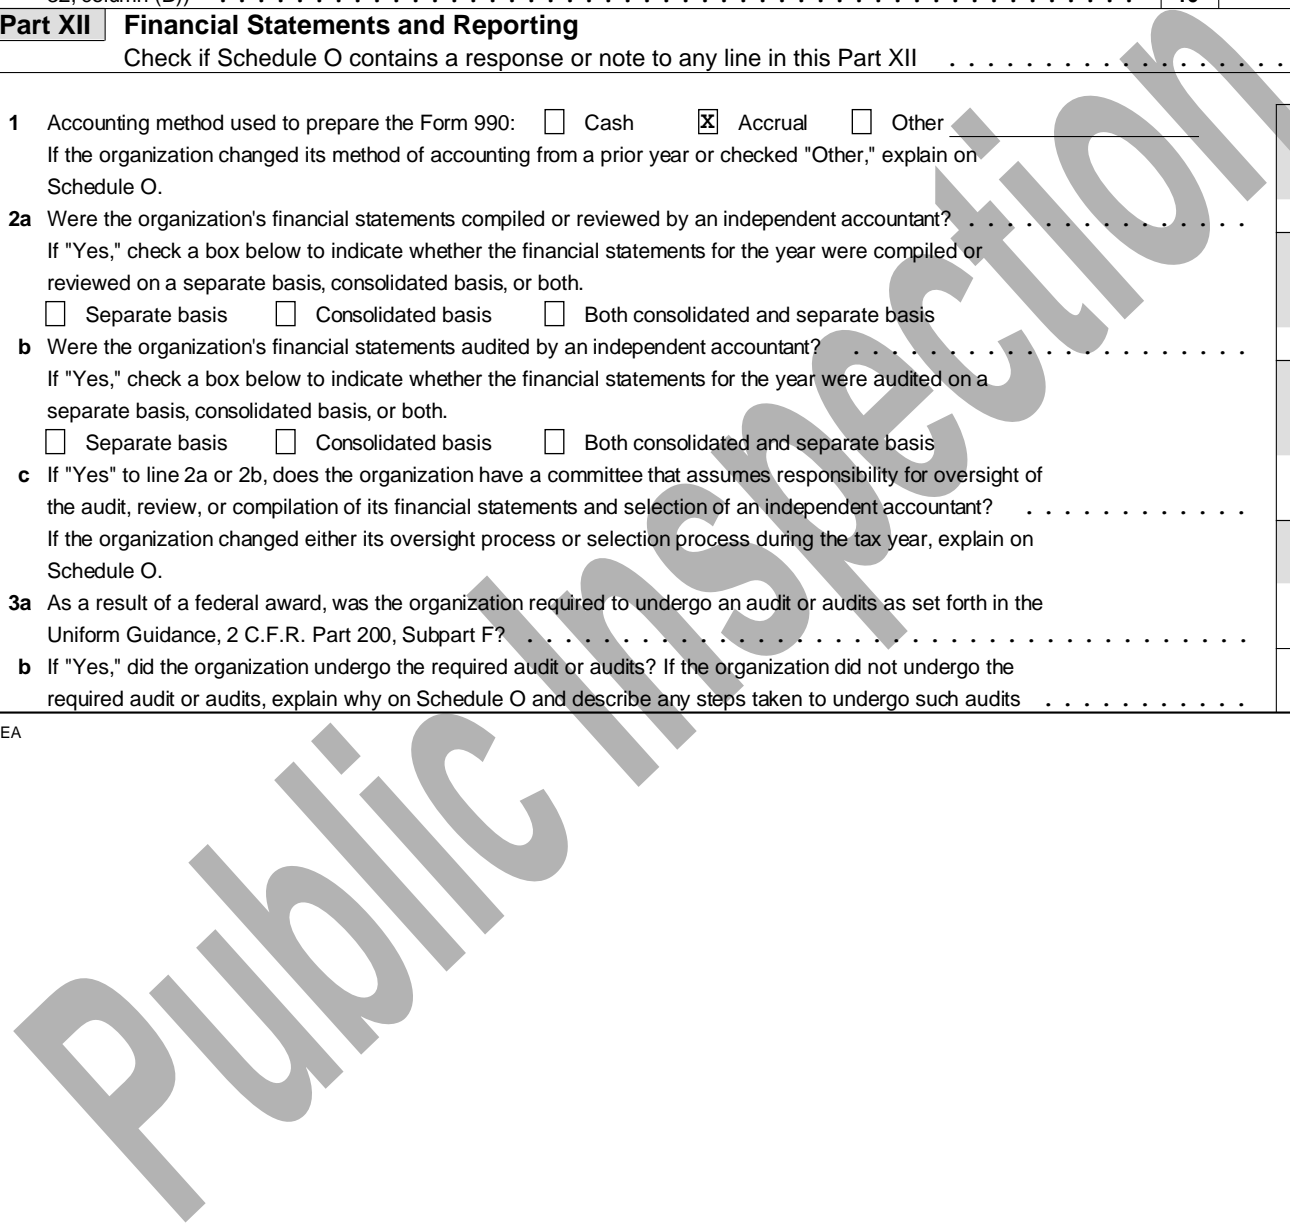 Part XII Financial Statements and Reporting
Check if Schedule O contains a response or note to any line in this Part XII . . . . . . . . . . . . . . . . . .
1 Accounting method used to prepare the Form 990: Cash X Accrual Other
If the organization changed its method of accounting from a prior year or checked "Other," explain on
Schedule O.
2a Were the organization's financial statements compiled or reviewed by an independent accountant? . . . . . . . . . . . . . . .
If "Yes," check a box below to indicate whether the financial statements for the year were compiled or
reviewed on a separate basis, consolidated basis, or both.
Separate basis Consolidated basis Both consolidated and separate basis
b Were the organization's financial statements audited by an independent accountant? . . . . . . . . . . . . . . . . . . . . .
If "Yes," check a box below to indicate whether the financial statements for the year were audited on a
separate basis, consolidated basis, or both.
Separate basis Consolidated basis Both consolidated and separate basis
c If "Yes" to line 2a or 2b, does the organization have a committee that assumes responsibility for oversight of
the audit, review, or compilation of its financial statements and selection of an independent accountant? . . . . . . . . . . . .
If the organization changed either its oversight process or selection process during the tax year, explain on
Schedule O.
3a As a result of a federal award, was the organization required to undergo an audit or audits as set forth in the
Uniform Guidance, 2 C.F.R. Part 200, Subpart F? . . . . . . . . . . . . . . . . . . . . . . . . . . . . . . . . . . . . . .
b If "Yes," did the organization undergo the required audit or audits? If the organization did not undergo the
required audit or audits, explain why on Schedule O and describe any steps taken to undergo such audits . . . . . . . . . . .
EA
Public Inspection